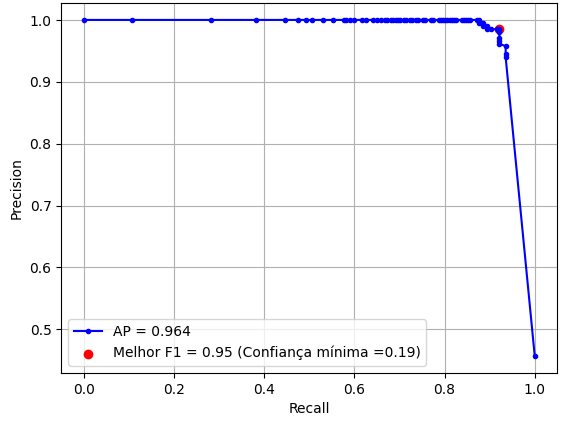 1.0
0.9
0.8
0.7
0.6
0.5
Precision
AP = 0.964
Melhor F1 = 0.95 (Confiança mínima =0.19)
0.0 0.2 0.4 0.6 0.8 1.0
Recall